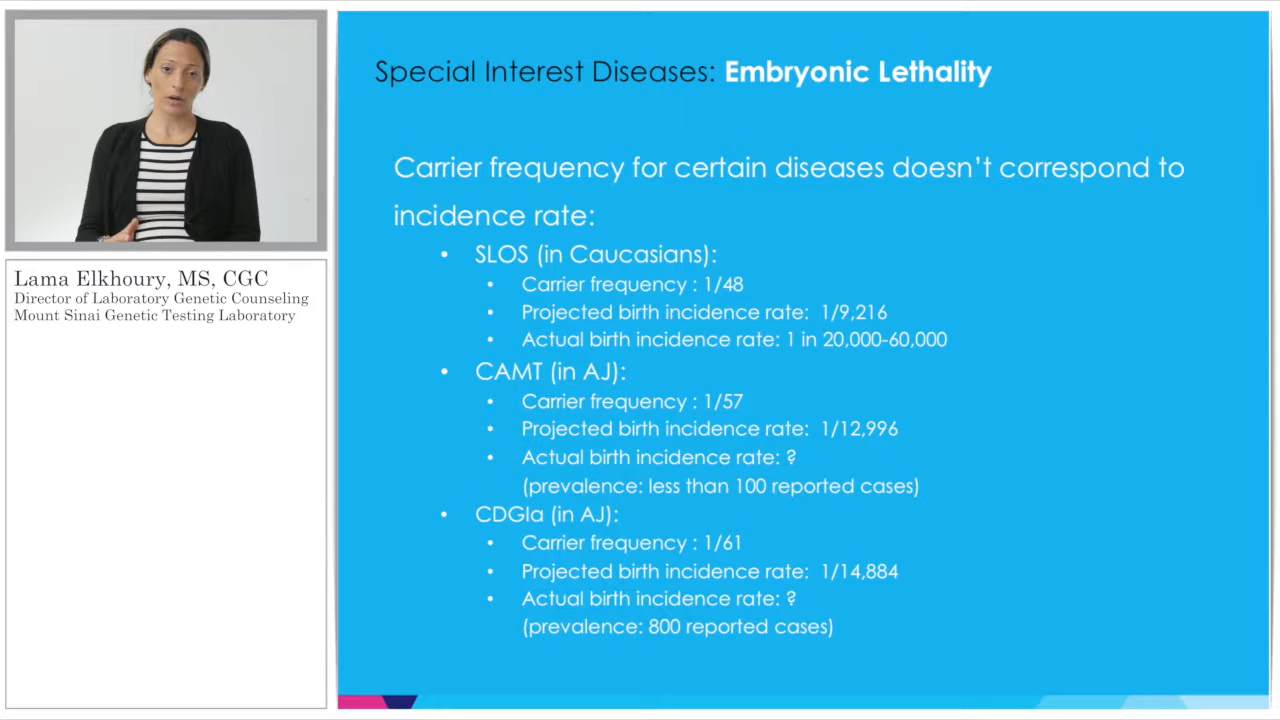 Special Interest Diseases: Embryonic Lethality
Carrier frequency for certain diseases doesn't correspond to
incidence rate:
• SLOS (in Caucasians):
• Carrier frequency : 1/48
• Projected birth incidence rate: 1/9,216
• Actual birth incidence rate: 1 in 20,000-60,000
• CAMT (in AJ):
• Carrier frequency : 1/57
• Projected birth incidence rate: 1/12,996
• Actual birth incidence rate: ?
(prevalence: less than 100 reported cases)
• CDGIa (in AJ):
• Carrier frequency : 1/61
• Projected birth incidence rate: 1/14,884
• Actual birth incidence rate: ?
(prevalence: 800 reported cases)
Lama Elkhoury, MS, CGC
Director of Laboratory Genetic Counseling
Mount Sinai Genetic Testing Laboratory